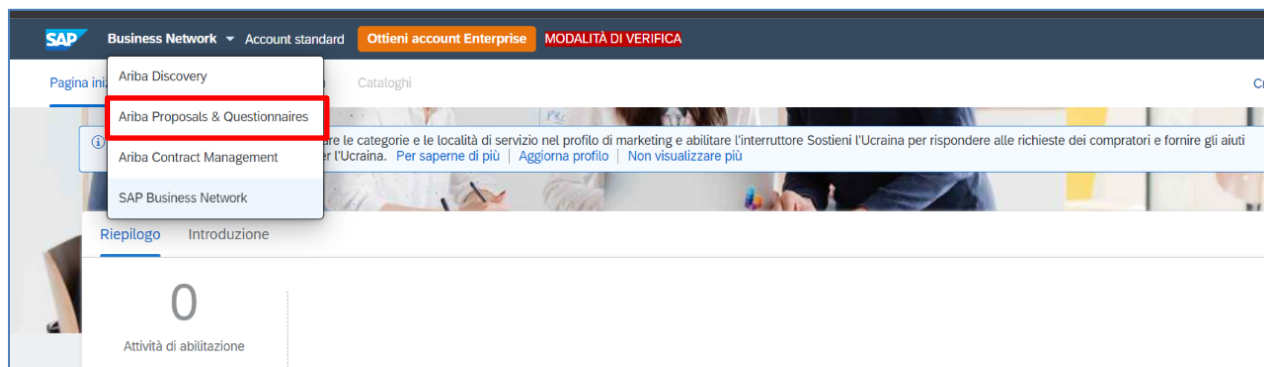 SAP Business Network Account standard Ottieni account Enterprise MODALITÀ DI VERIFICA
Pagina ini Cataloghi
Ariba Discovery
Ariba Proposals & Questionnaires
Ariba Contract Management
SAP Business Network
re le categorie e le località di servizio nel profilo di marketing e abilitare l'interruttore Sostieni l'Ucraina per rispondere alle richieste dei compratori e fornire gli aiuti
er l'Ucraina. Per saperne di più | Aggiorna profilo | Non visualizzare più
Riepilogo Introduzione
0
Attività di abilitazione